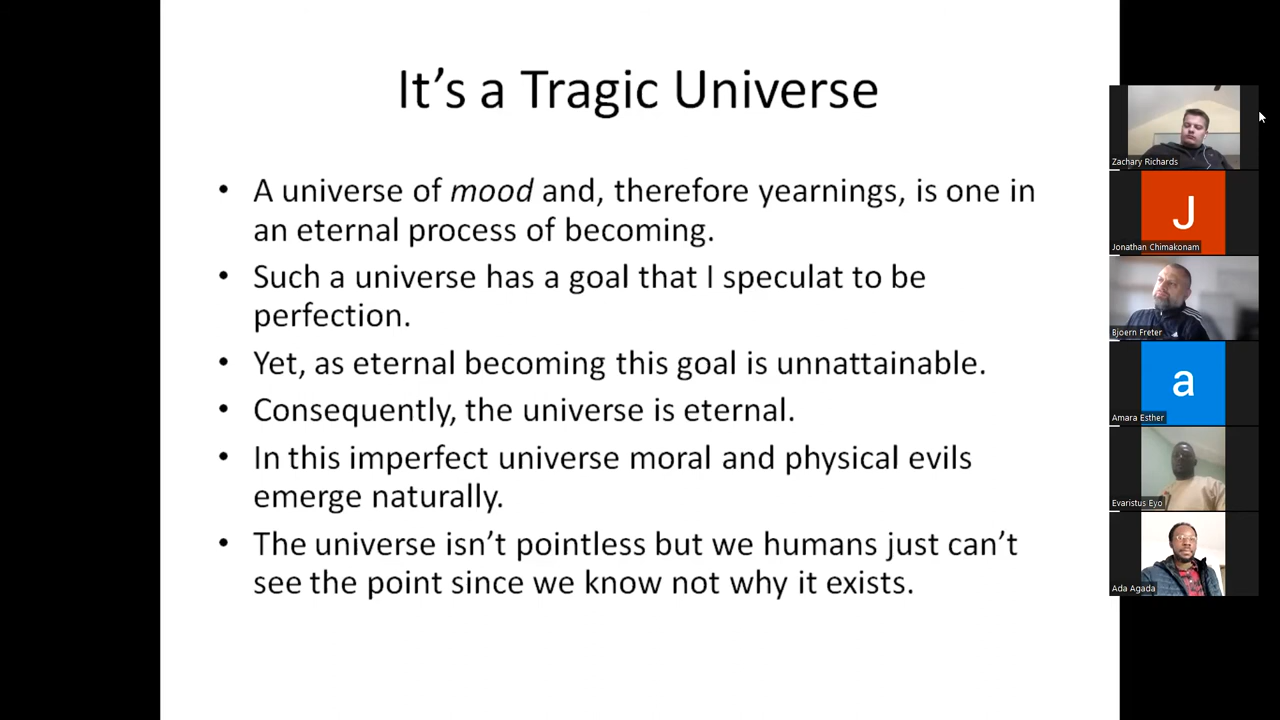 It's a Tragic Universe
• A universe of mood and, therefore yearnings, is one in
an eternal process of becoming.
• Such a universe has a goal that I speculat to be
perfection.
• Yet, as eternal becoming this goal is unnattainable.
• Consequently, the universe is eternal.
• In this imperfect universe moral and physical evils
emerge naturally.
• The universe isn't pointless but we humans just can't
see the point since we know not why it exists.
Zachary Richards
J
Jonathan Chimakonam
Bjoern Freter
a
Amara Esther
Evaristus Eyo
Ada Agada